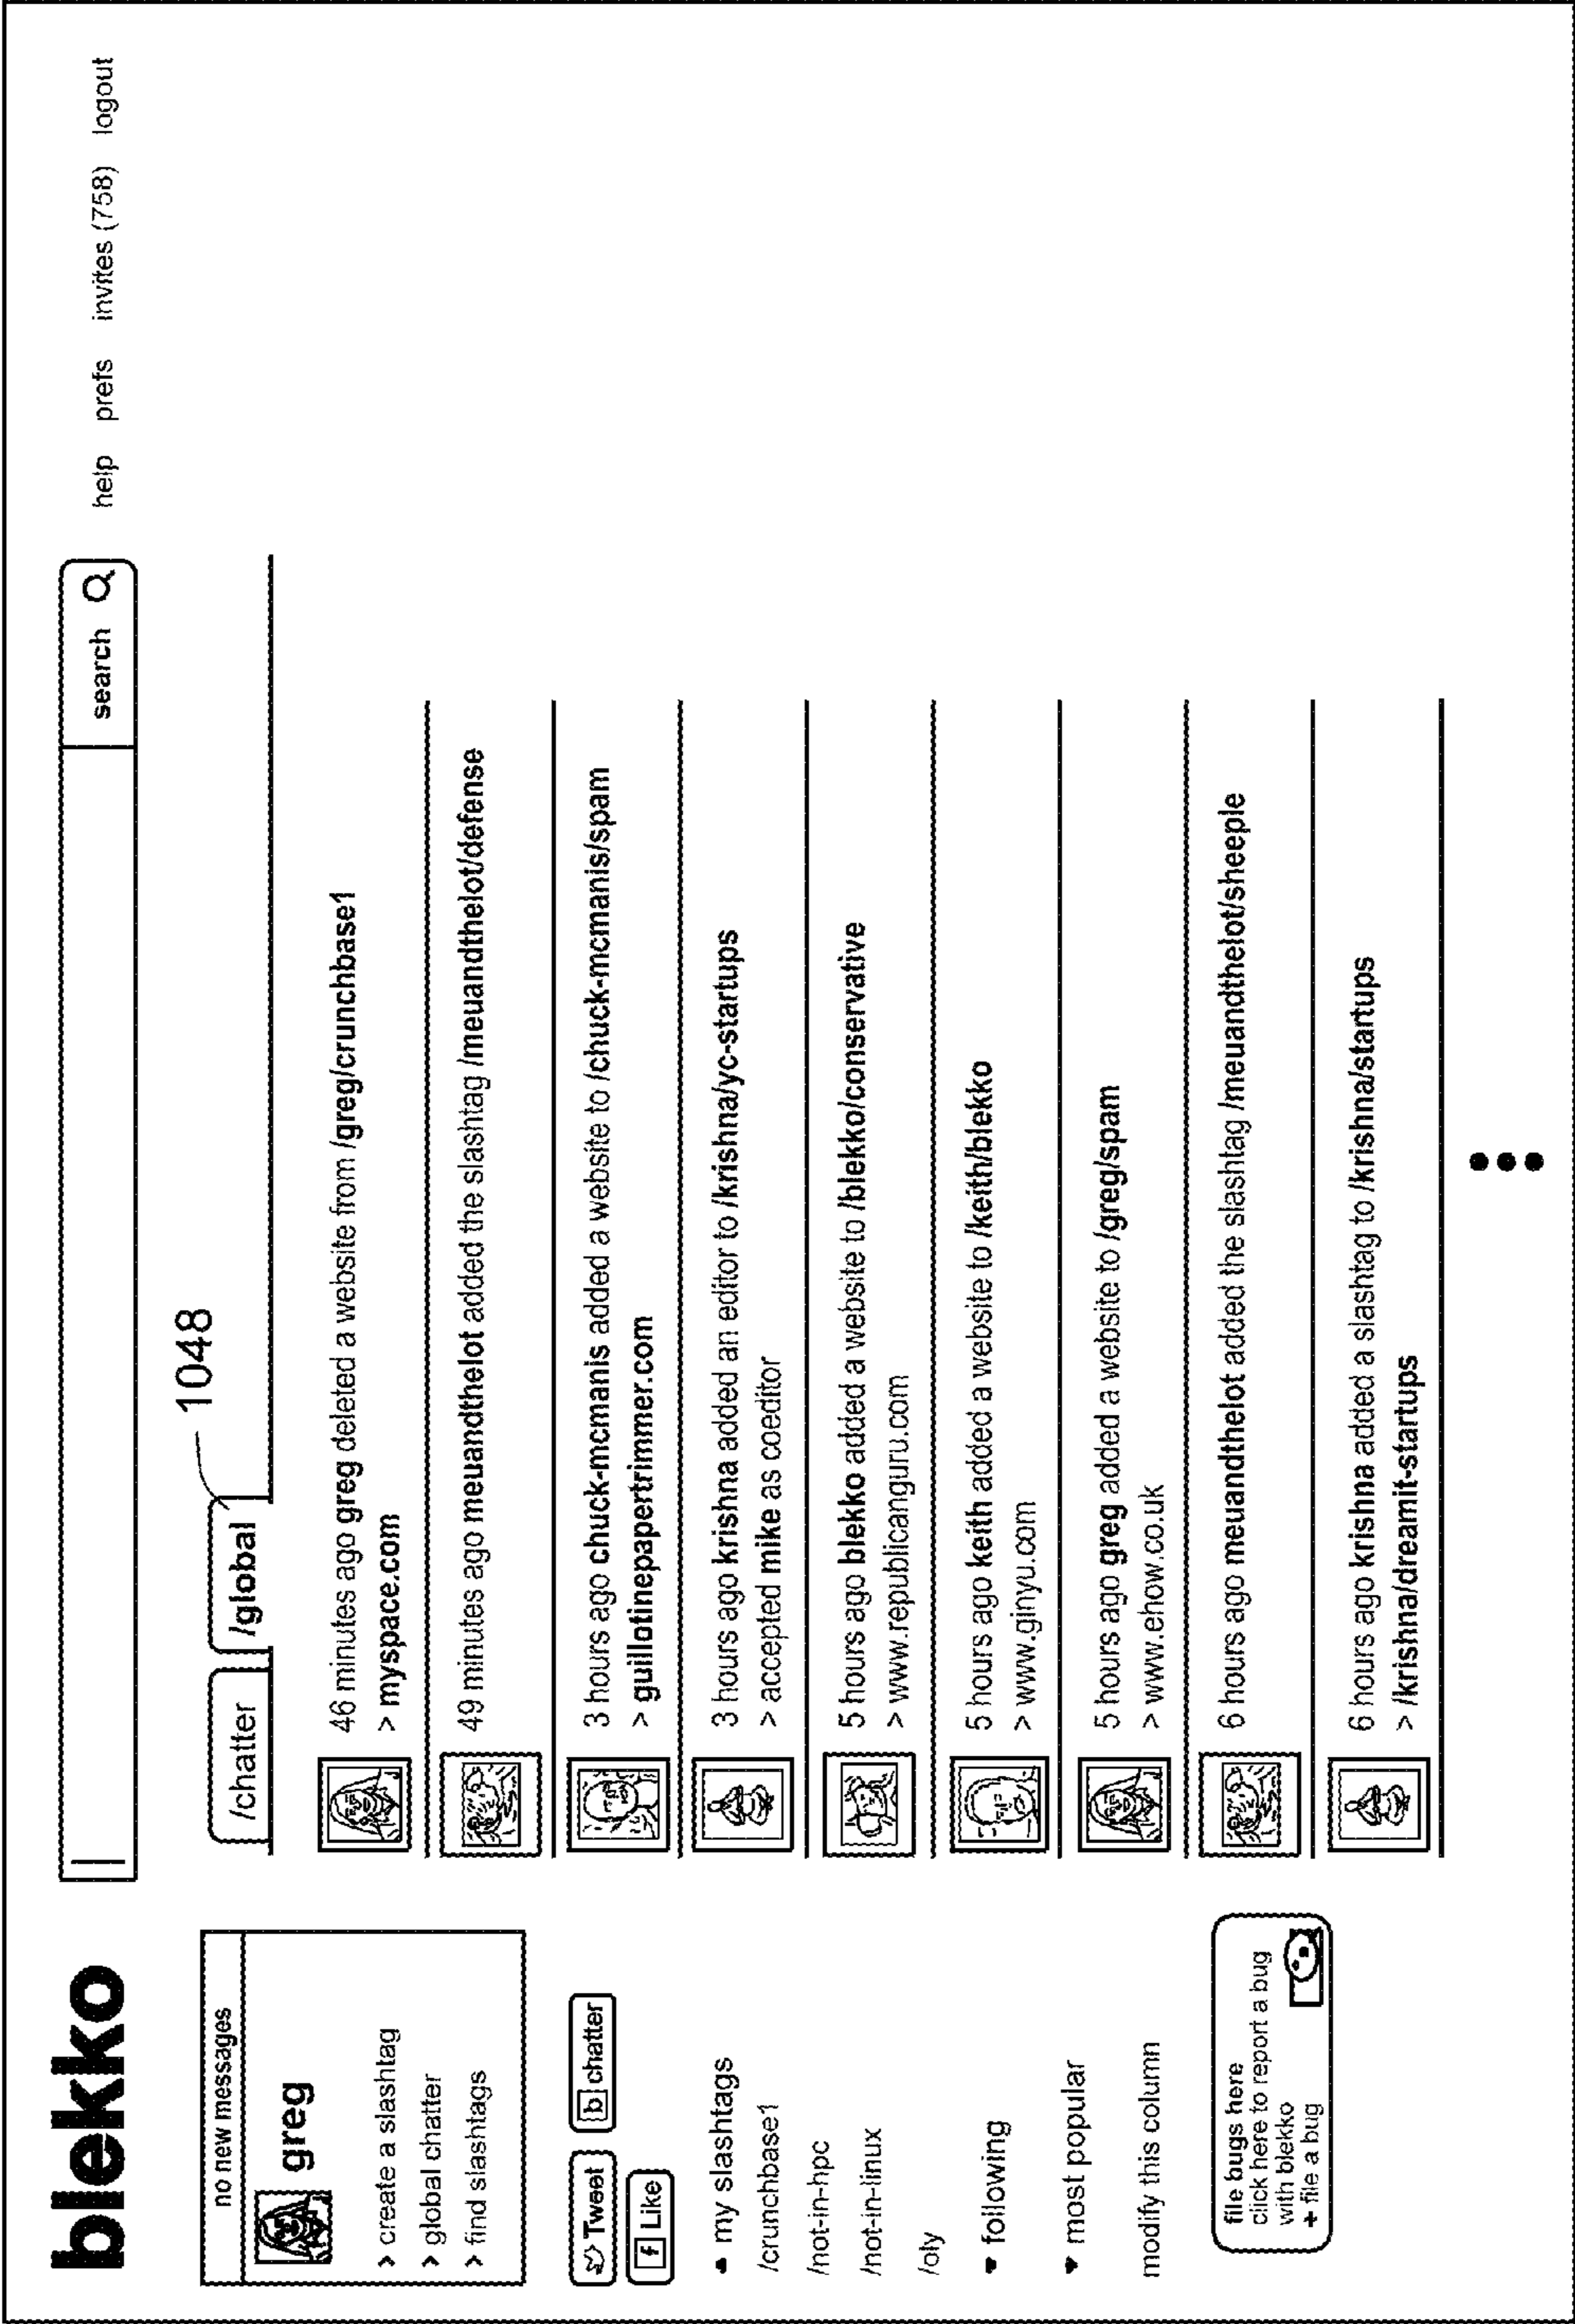 blekko
search
help prefs invites (758) logout
no new messages
greg
> create a slashtag
> global chatter
> find slashtags
Tweet
b chatter
f Like
my slashtags
/crunchbase1
/not-in-hpc
/not-in-linux
/oly
following
most popular
modify this column
file bugs here
click here to report a bug
with blekko
+ file a bug
/chatter
/global
1048
46 minutes ago greg deleted a website from /greg/crunchbase1
> myspace.com
49 minutes ago meuandthelot added the slashtag /meuandthelot/defense
3 hours ago chuck-mcmanis added a website to /chuck-mcmanis/spam
> guillotinepapertrimmer.com
3 hours ago krishna added an editor to /krishna/yc-startups
> accepted mike as coeditor
5 hours ago blekko added a website to /blekko/conservative
> www.republicanguru.com
5 hours ago keith added a website to /keith/blekko
> www.ginyu.com
5 hours ago greg added a website to /greg/spam
> www.ehow.co.uk
6 hours ago meuandthelot added the slashtag /meuandthelot/sheeple
6 hours ago krishna added a slashtag to /krishna/startups
> /krishna/dreamit-startups